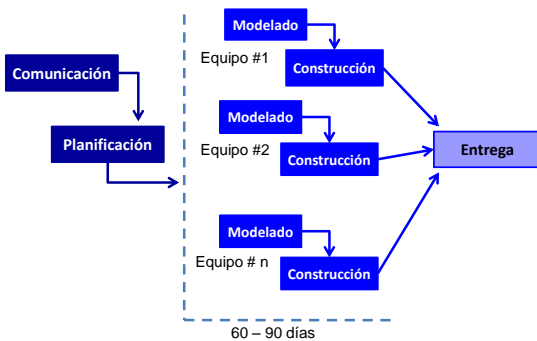 Comunicación
Planificación
Modelado
Equipo #1
Construcción
Modelado
Equipo #2
Construcción
Modelado
Equipo # n
Construcción
Entrega
60 – 90 días